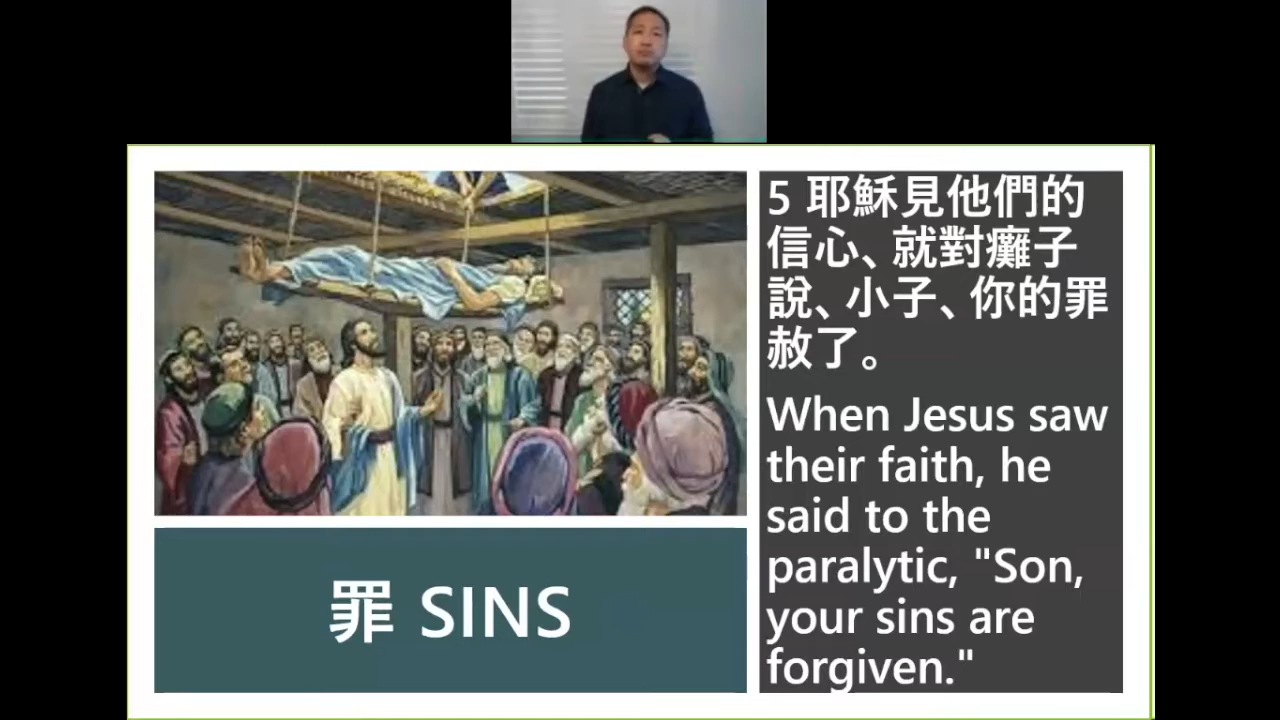 罪 SINS
5 耶穌見他們的
信心、就對癱子
說、小子、你的罪
赦了。
When Jesus saw
their faith, he
said to the
paralytic, "Son,
your sins are
forgiven."